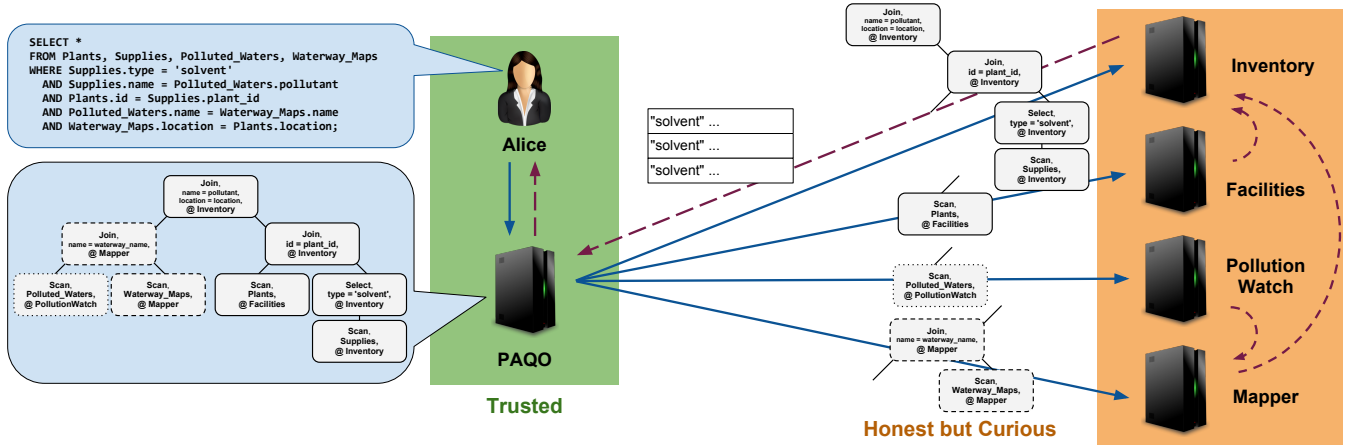 SELECT *
FROM Plants, Supplies, Polluted_Waters, Waterway_Maps
WHERE Supplies.type = 'solvent'
AND Supplies.name = Polluted_Waters.pollutant
AND Plants.id = Supplies.plant_id
AND Polluted_Waters.name = Waterway_Maps.name
AND Waterway_Maps.location = Plants.location;
Join,
name = pollutant,
location = location,
@ Inventory
Join,
name = waterway_name,
@ Mapper
Join,
id = plant_id,
@ Inventory
Scan,
Polluted_Waters,
@ PollutionWatch
Scan,
Waterway_Maps,
@ Mapper
Scan,
Plants,
@ Facilities
Select,
type = 'solvent',
@ Inventory
Scan,
Supplies,
@ Inventory
Alice
PAQO
Trusted
"solvent" ...
"solvent" ...
"solvent" ...
Join,
name = pollutant,
location = location,
@ Inventory
Join,
id = plant_id,
@ Inventory
Select,
type = 'solvent',
@ Inventory
Scan,
Supplies,
@ Inventory
Scan,
Plants,
@ Facilities
Scan,
Polluted_Waters,
@ PollutionWatch
Join,
name = waterway_name,
@ Mapper
Scan,
Waterway_Maps,
@ Mapper
Honest but Curious
Inventory
Facilities
Pollution
Watch
Mapper